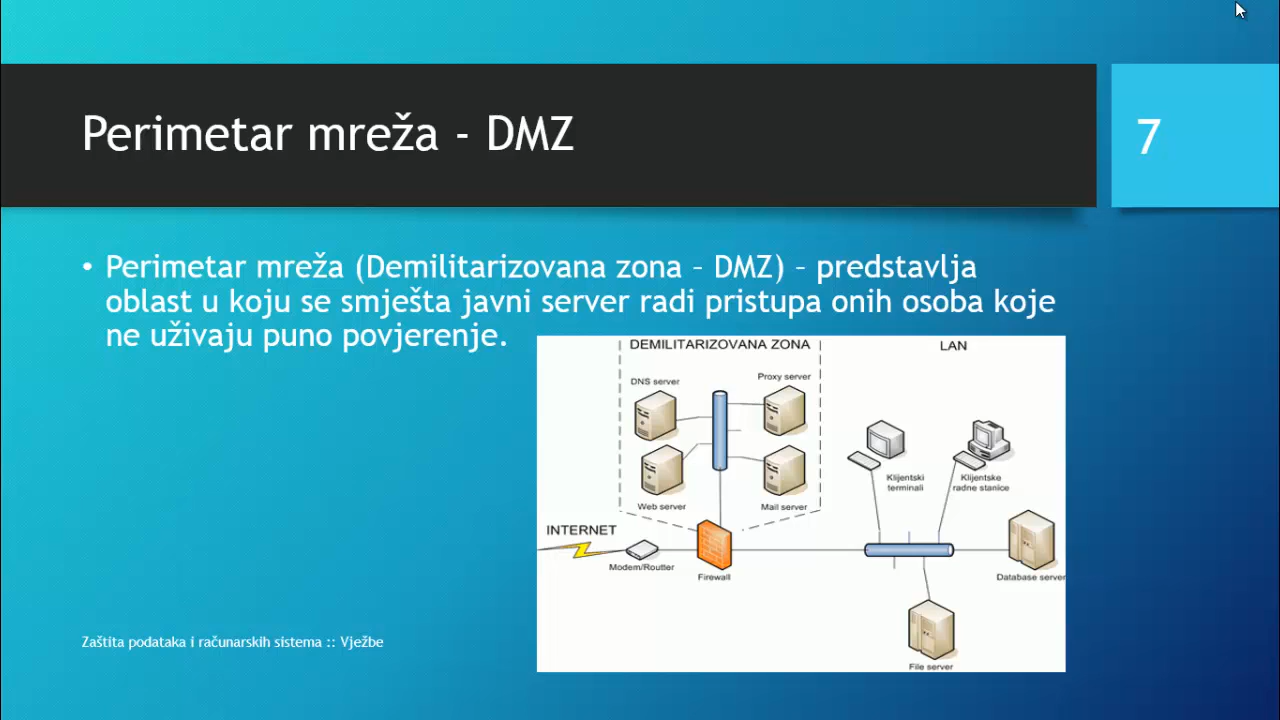 Perimetar mreža - DMZ
7
• Perimetar mreža (Demilitarizovana zona – DMZ) – predstavlja
oblast u koju se smješta javni server radi pristupa onih osoba koje
ne uživaju puno povjerenje.
DEMILITARIZOVANA ZONA
LAN
DNS server
Proxy server
Klijentski
terminali
Klijentske
radne stanice
Web server
Mail server
INTERNET
Modem/Routter
Firewall
Database server
File server
Zaštita podataka i računarskih sistema :: Vježbe